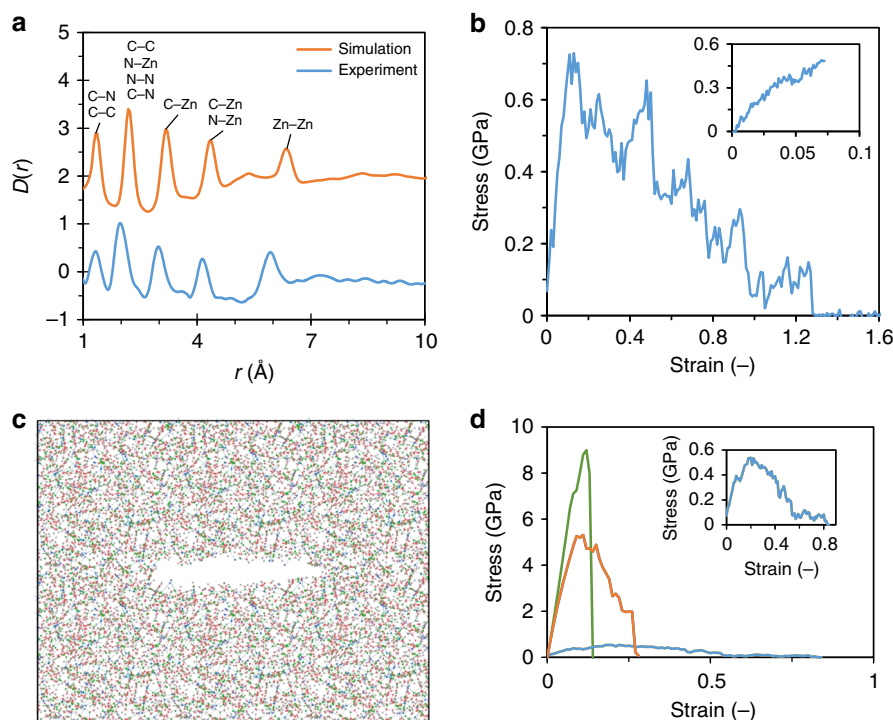 a
5
4
3
2
1
0
–1
D(r)
C–C
N–Zn
N–N
C–N
C–N
C–C
C–Zn
C–Zn
N–Zn
Zn–Zn
Simulation
Experiment
1
4
7
10
r (Å)
b
0.8
0.6
0.4
0.2
0
Stress (GPa)
0
0.4
0.8
1.2
1.6
Strain (–)
0.6
0.3
0
0
0.05
0.1
c
d
10
8
6
4
2
0
Stress (GPa)
0
0.5
1
Strain (–)
0.6
0.4
0.2
0
Stress (GPa)
0
0.4
0.8
Strain (–)